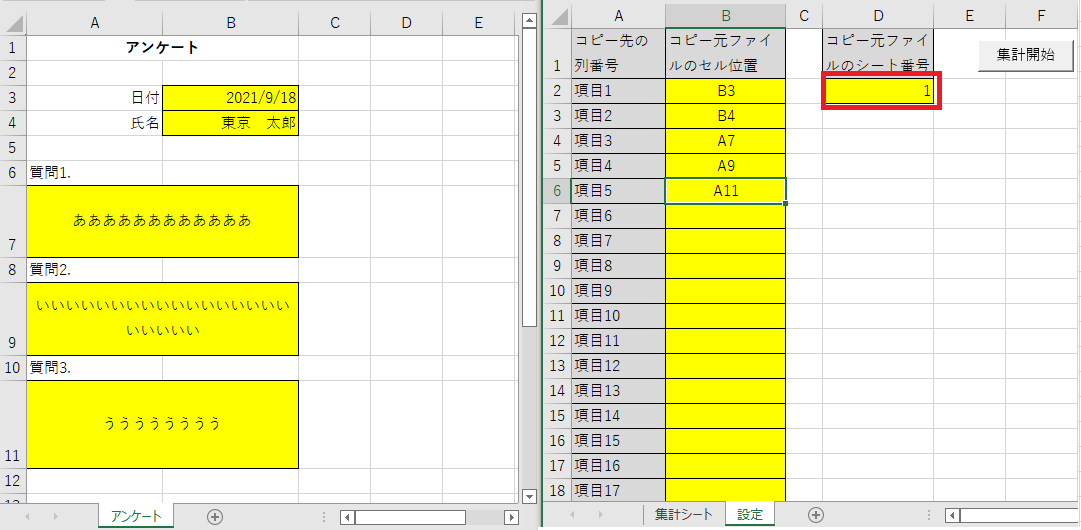 A B C D E
1 アンケート
2
3 日付 2021/9/18
4 氏名 東京 太郎
5
6 質問1.
7 ああああああああああああ
8 質問2.
9 いいいいいいいいいいいいいいいいい
いいいいい
10 質問3.
11 うううううううう
12
アンケート
A B C D E F
1 コピー先の コピー元ファイ コピー元ファイ
列番号 ルのセル位置 ルのシート番号 集計開始
2 項目1 B3 1
3 項目2 B4
4 項目3 A7
5 項目4 A9
6 項目5 A11
7 項目6
8 項目7
9 項目8
10 項目9
11 項目10
12 項目11
13 項目12
14 項目13
15 項目14
16 項目15
17 項目16
18 項目17
集計シート 設定